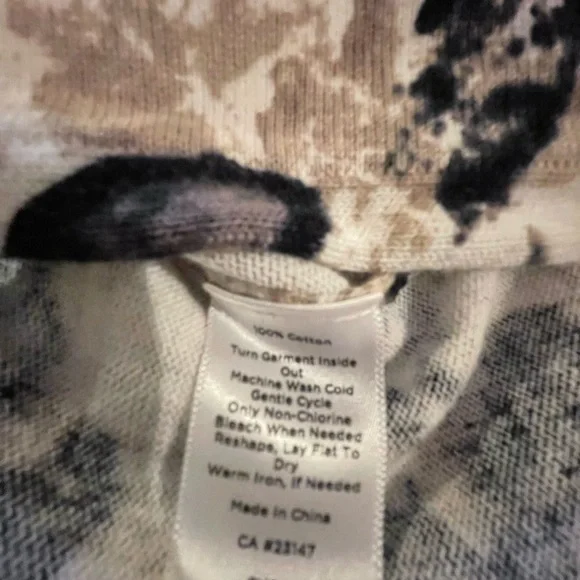 100% Cotton
Turn Garment Inside
Out
Machine Wash Cold
Gentle Cycle
Only Non-Chlorine
Bleach When Needed
Reshape, Lay Flat To
Dry
Warm Iron, If Needed
Made in China
CA #23147